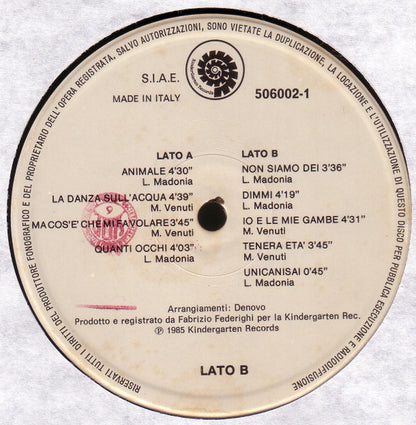 RISERVATI TUTTI I DIRITTI DEL PRODUTTORE FONOGRAFICO E DEL PROPRIETARIO DELL'OPERA REGISTRATA. SALVO AUTORIZZAZIONI, SONO VIETATE LA DUPLICAZIONE, LA LOCAZIONE E L'UTILIZZAZIONE DI QUESTO DISCO PER PUBBLICA ESECUZIONE E RADIODIFFUSIONE
S.I.A.E.
MADE IN ITALY
Kindergarten Records
506002-1
LATO A
ANIMALE 4'30"
L. Madonia
LA DANZA SULL'ACQUA 4'39"
M. Venuti
MA COS'E' CHE MI FA VOLARE 3'45"
M. Venuti
QUANTI OCCHI 4'03"
L. Madonia
LATO B
NON SIAMO DEI 3'36"
L. Madonia
DIMMI 4'19"
L. Madonia
IO E LE MIE GAMBE 4'31"
M. Venuti
TENERA ETA' 3'45"
M. Venuti
UNICANISAI 0'45"
L. Madonia
Arrangiamenti: Denovo
Prodotto e registrato da Fabrizio Federighi per la Kindergarten Rec.
℗ 1985 Kindergarten Records
LATO B